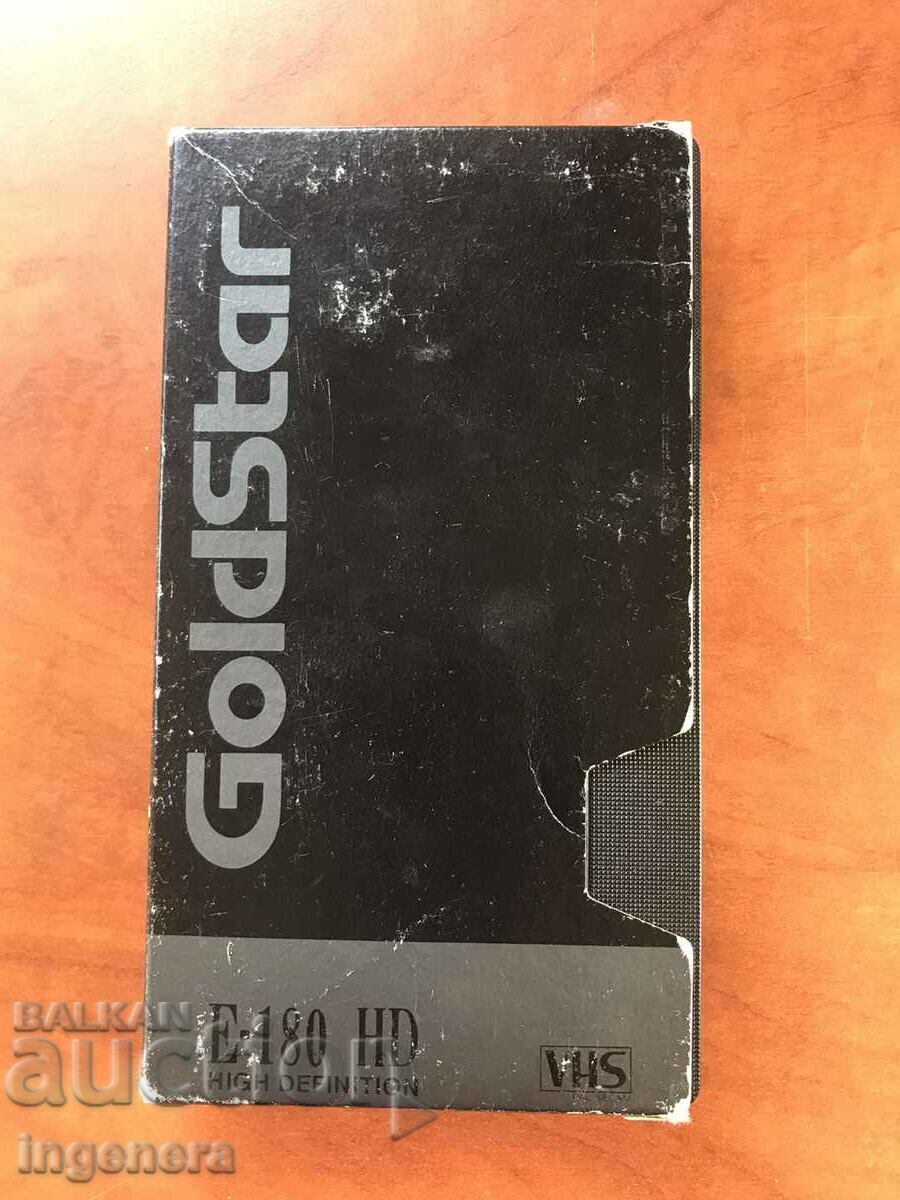 GoldStar
E-180 HD
HIGH DEFINITION
VHS
BALKAN
auction
ingenera